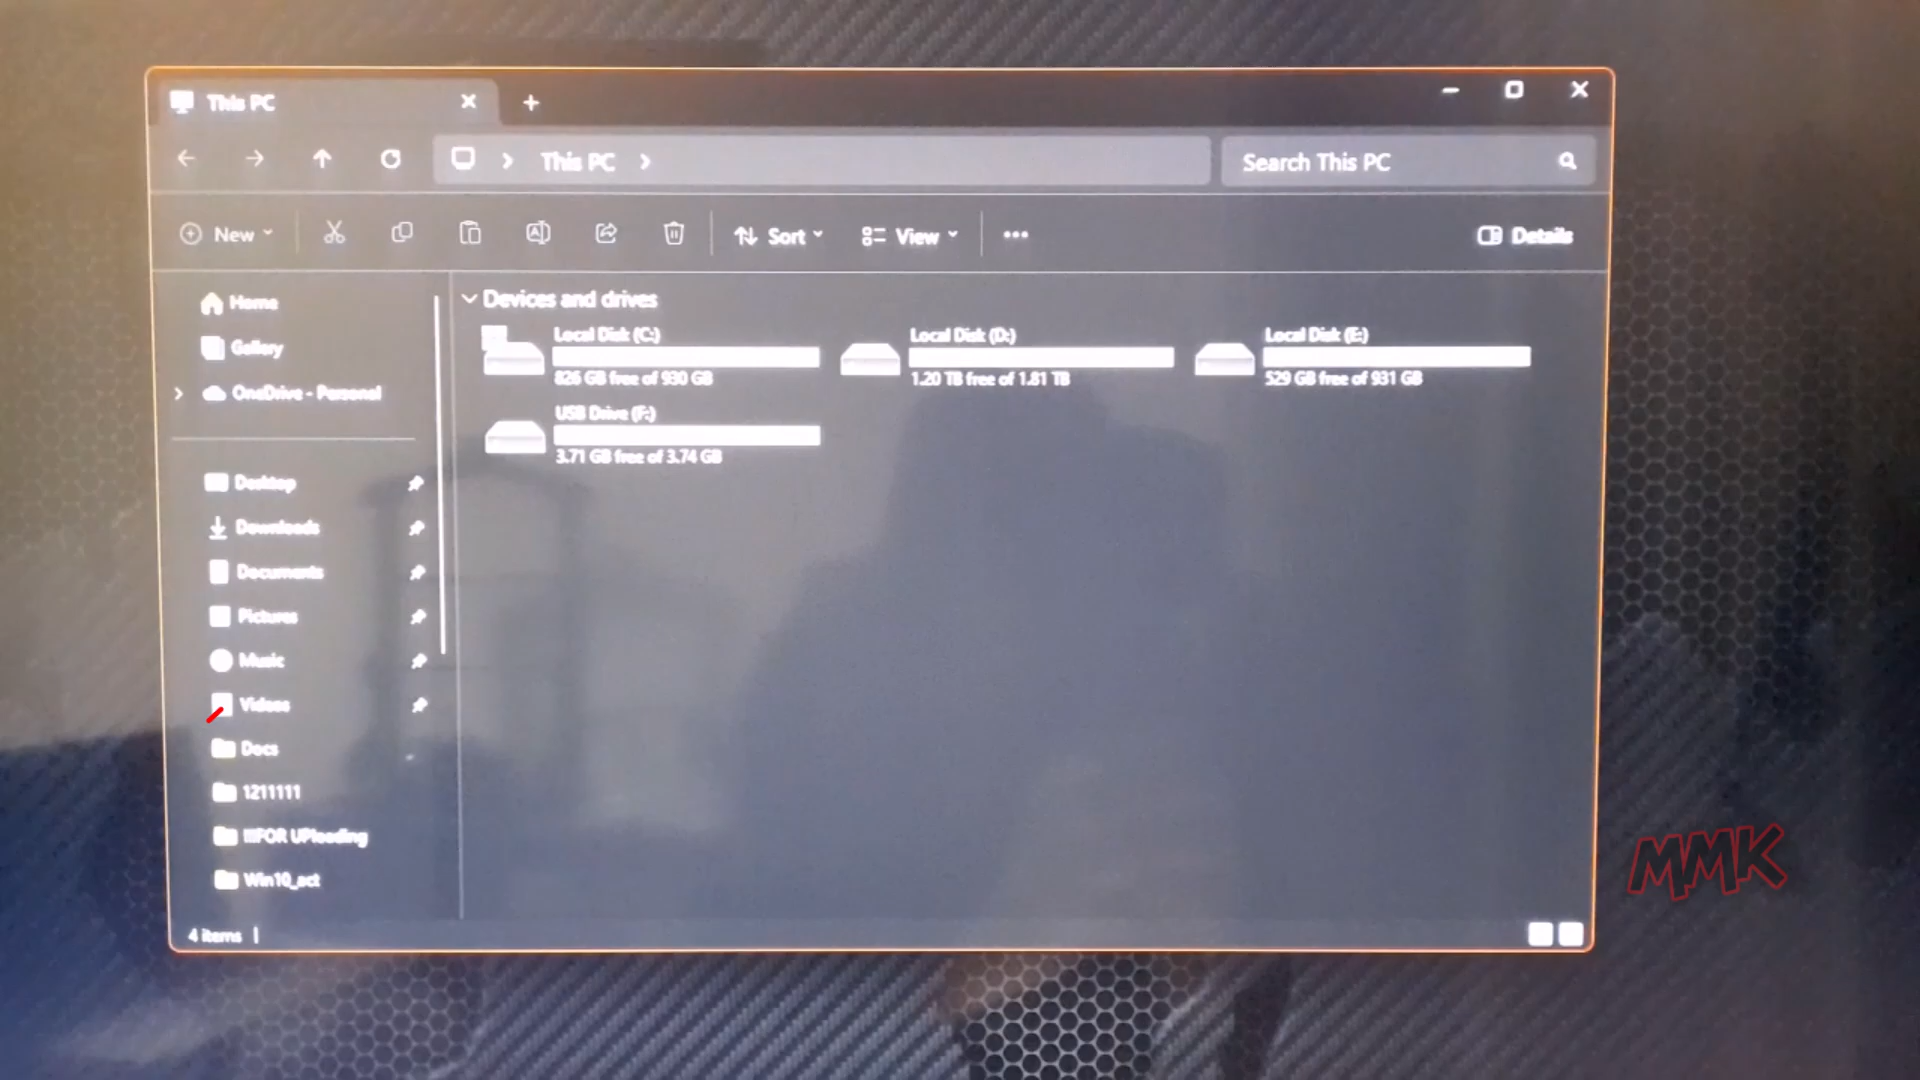 This PC
This PC
Search This PC
New
Sort
View
Details
Home
Gallery
OneDrive - Personal
Desktop
Downloads
Documents
Pictures
Music
Videos
Docs
1211111
!!!FOR UPloading
Win10_act
Devices and drives
Local Disk (C:)
826 GB free of 930 GB
Local Disk (D:)
1.20 TB free of 1.81 TB
Local Disk (E:)
529 GB free of 931 GB
USB Drive (F:)
3.71 GB free of 3.74 GB
4 items
MMK